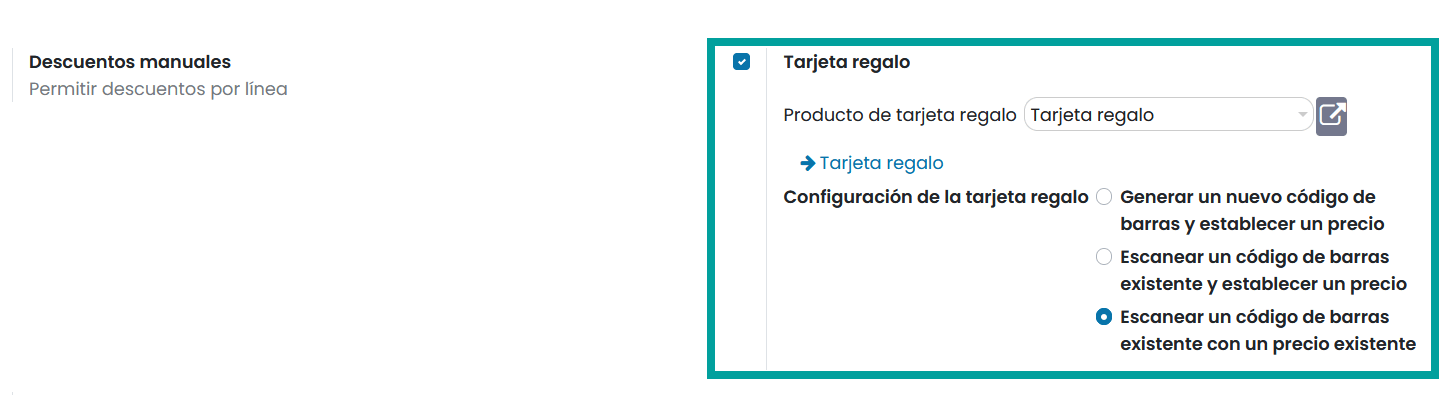 Descuentos manuales
Permitir descuentos por línea
Tarjeta regalo
Producto de tarjeta regalo Tarjeta regalo
Tarjeta regalo
Configuración de la tarjeta regalo Generar un nuevo código de
barras y establecer un precio
Escanear un código de barras
existente y establecer un precio
Escanear un código de barras
existente con un precio existente